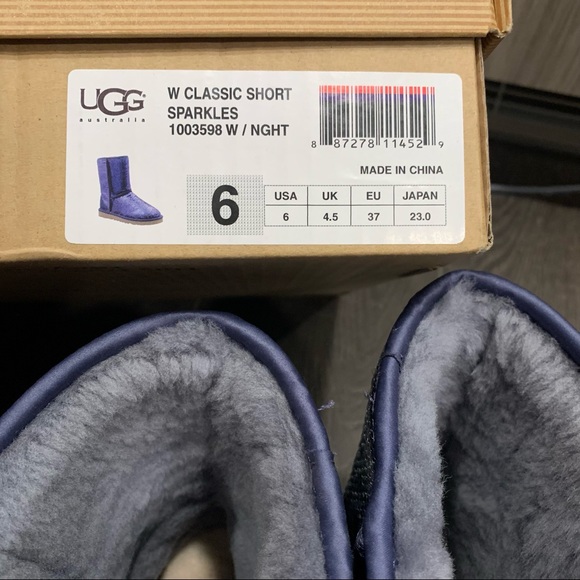 UGG®
australia
W CLASSIC SHORT
SPARKLES
1003598 W / NGHT
8 87278 11452 9
MADE IN CHINA
6
USA UK EU JAPAN
6 4.5 37 23.0